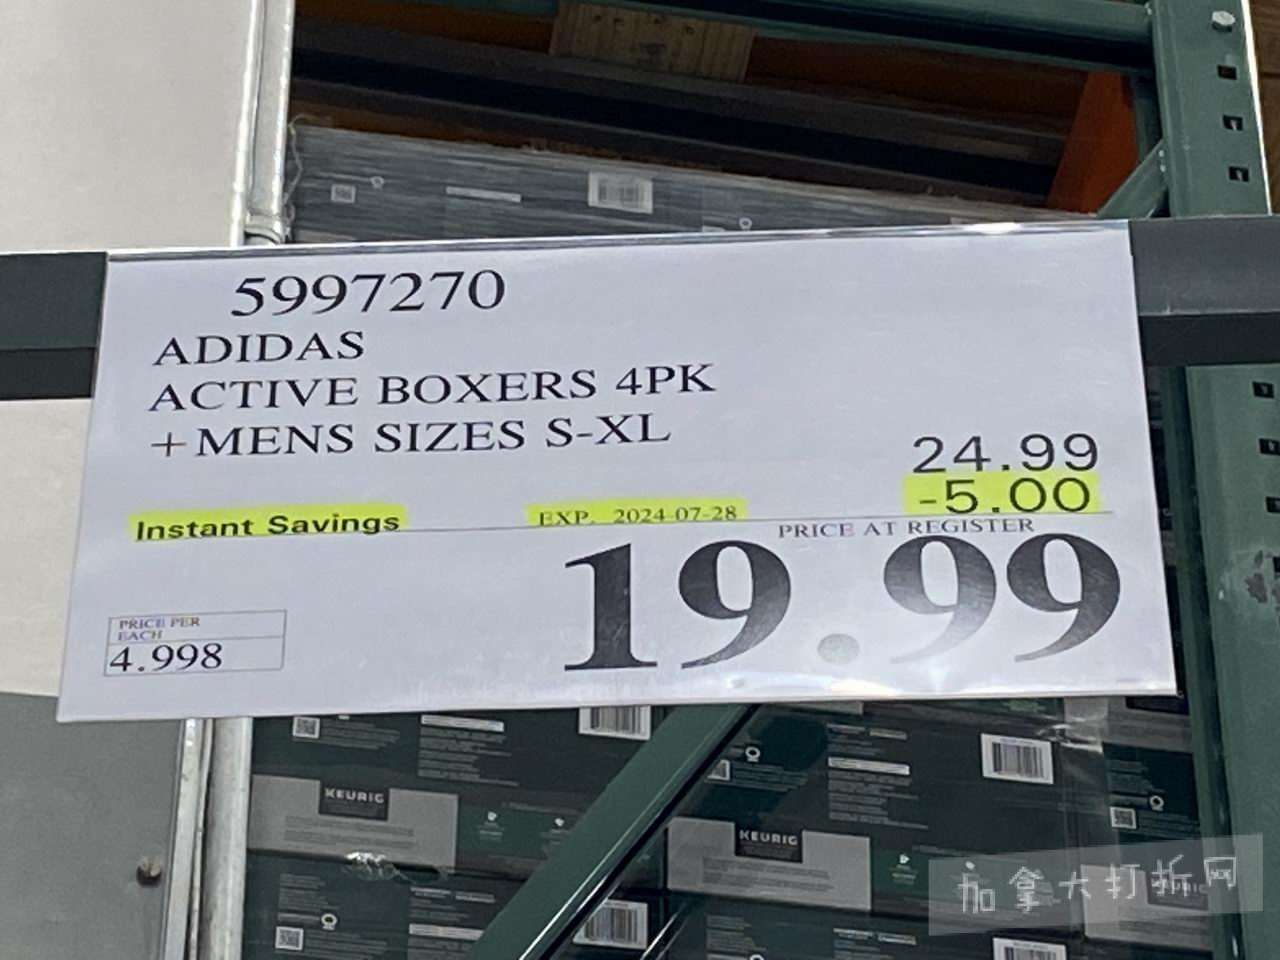 5997270
ADIDAS
ACTIVE BOXERS 4PK
+MENS SIZES S-XL
24.99
-5.00
Instant Savings
EXP. 2024-07-28
PRICE AT REGISTER
19.99
PRICE PER
EACH
4.998
KEURIG
KEURIG
加拿大打折网